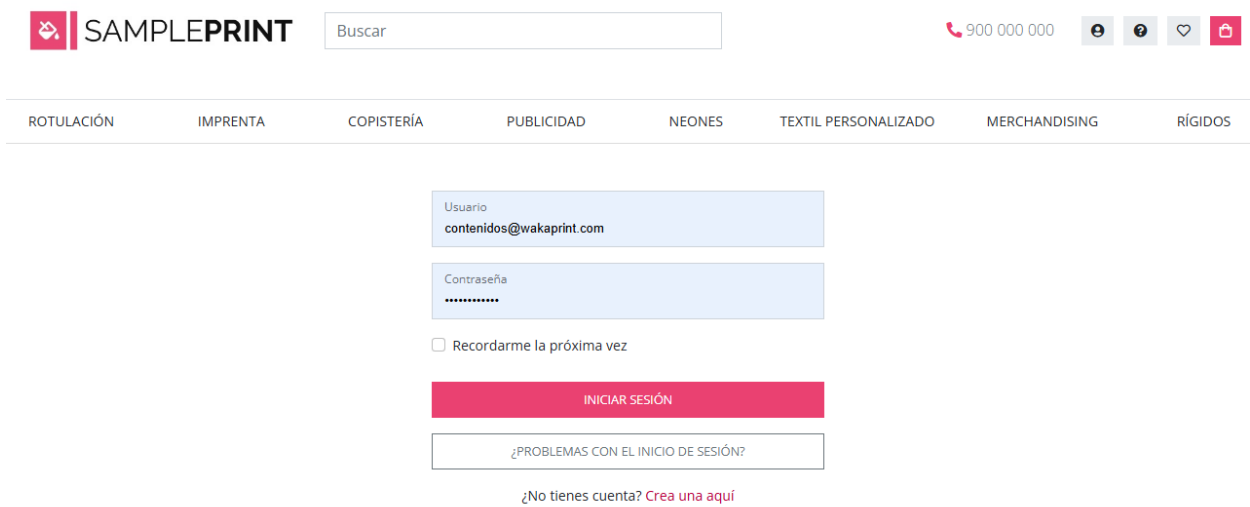 SAMPLEPRINT
Buscar
900 000 000
ROTULACIÓN IMPRENTA COPISTERÍA PUBLICIDAD NEONES TEXTIL PERSONALIZADO MERCHANDISING RÍGIDOS
Usuario
contenidos@wakaprint.com
Contraseña
••••••••••••
Recordarme la próxima vez
INICIAR SESIÓN
¿PROBLEMAS CON EL INICIO DE SESIÓN?
¿No tienes cuenta? Crea una aquí